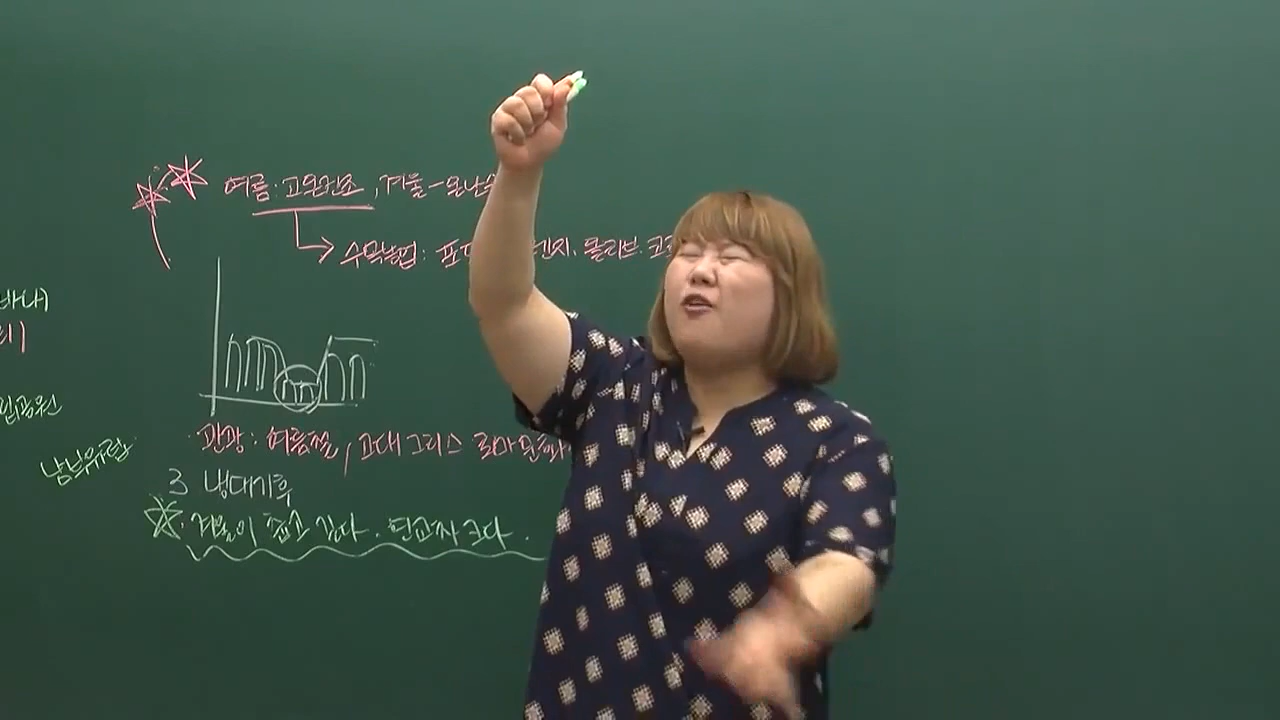 여름: 고온건조, 겨울-온난
수목농업: 포 렌지. 올리브. 코르
바나)
관광: 여름철, 고대 그리스 로마 문화
남부유럽
3 냉대기후
겨울이 춥고 길다. 연교차 크다.